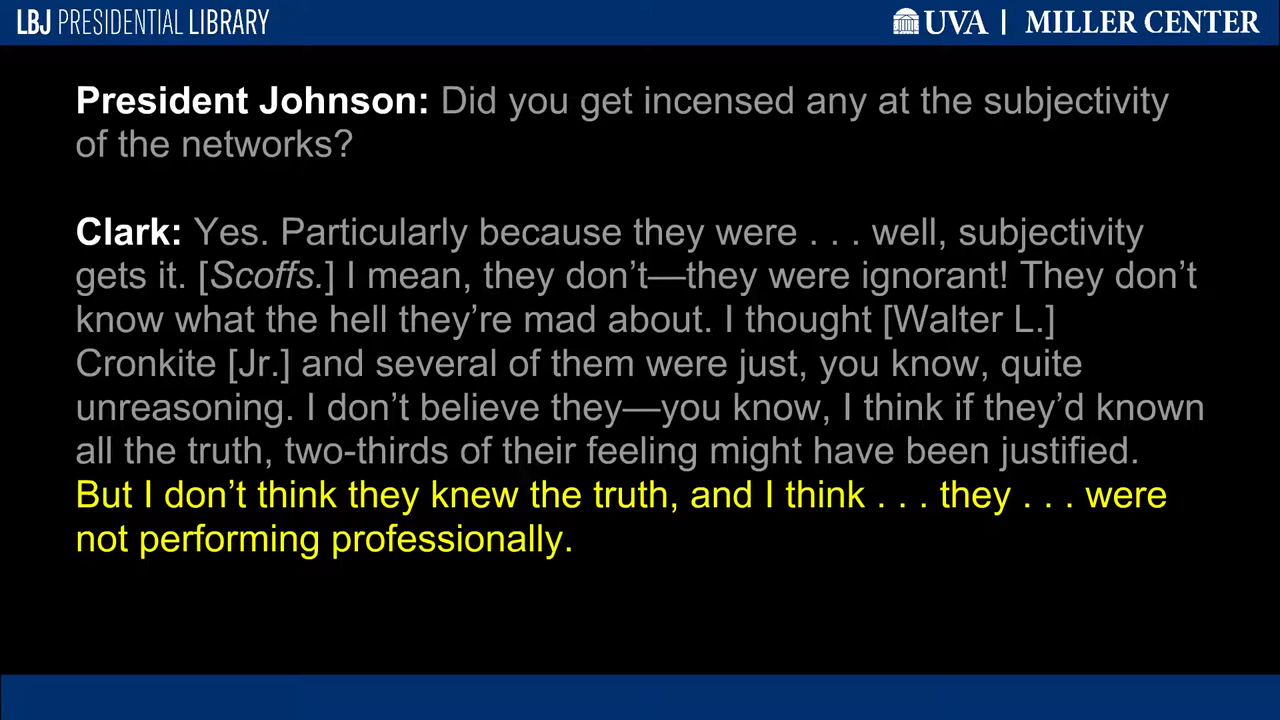 LBJ PRESIDENTIAL LIBRARY
UVA | MILLER CENTER
President Johnson: Did you get incensed any at the subjectivity
of the networks?
Clark: Yes. Particularly because they were . . . well, subjectivity
gets it. [Scoffs.] I mean, they don’t—they were ignorant! They don’t
know what the hell they’re mad about. I thought [Walter L.]
Cronkite [Jr.] and several of them were just, you know, quite
unreasoning. I don’t believe they—you know, I think if they’d known
all the truth, two-thirds of their feeling might have been justified.
But I don’t think they knew the truth, and I think . . . they . . . were
not performing professionally.